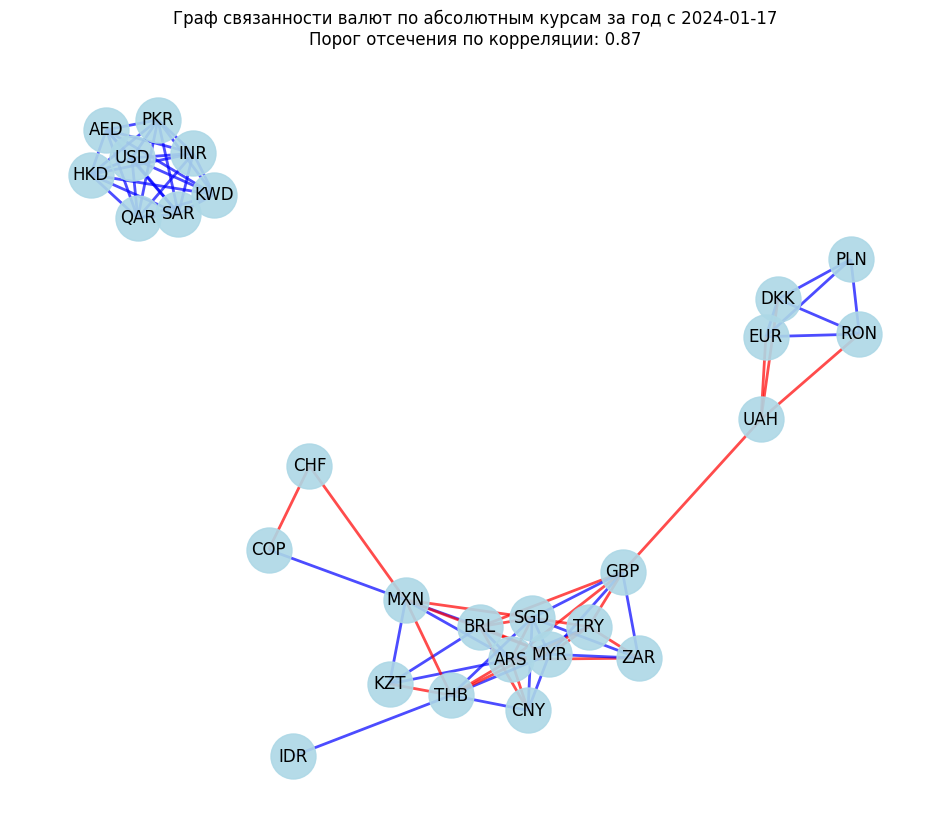 Граф связанности валют по абсолютным курсам за год с 2024-01-17
Порог отсечения по корреляции: 0.87
PKR
AED
INR
USD
HKD
KWD
SAR
QAR
PLN
DKK
RON
EUR
UAH
CHF
COP
GBP
MXN
SGD
BRL
TRY
MYR
ZAR
ARS
KZT
THB
CNY
IDR